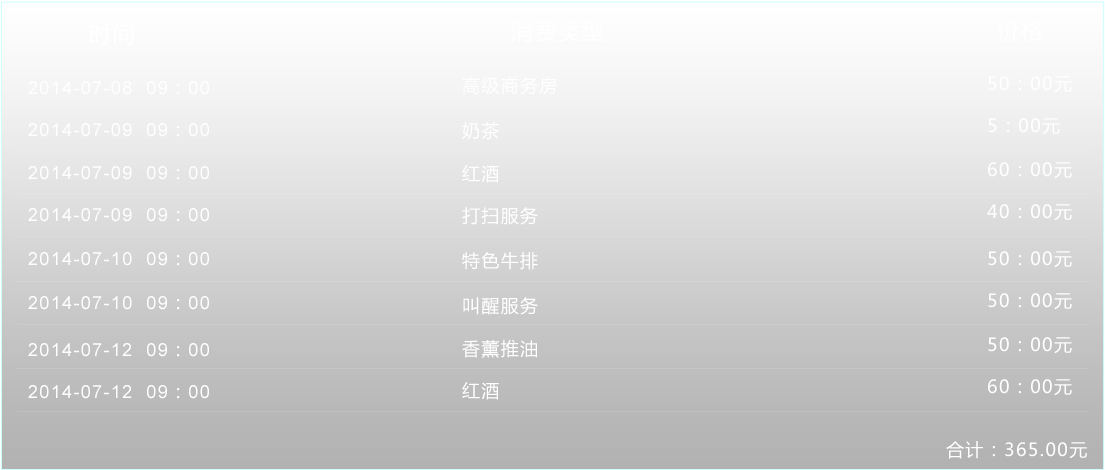 时间 消费类型 价格
2014-07-08 09：00 高级商务房 50：00元
2014-07-09 09：00 奶茶 5：00元
2014-07-09 09：00 红酒 60：00元
2014-07-09 09：00 打扫服务 40：00元
2014-07-10 09：00 特色牛排 50：00元
2014-07-10 09：00 叫醒服务 50：00元
2014-07-12 09：00 香薰推油 50：00元
2014-07-12 09：00 红酒 60：00元
合计：365.00元